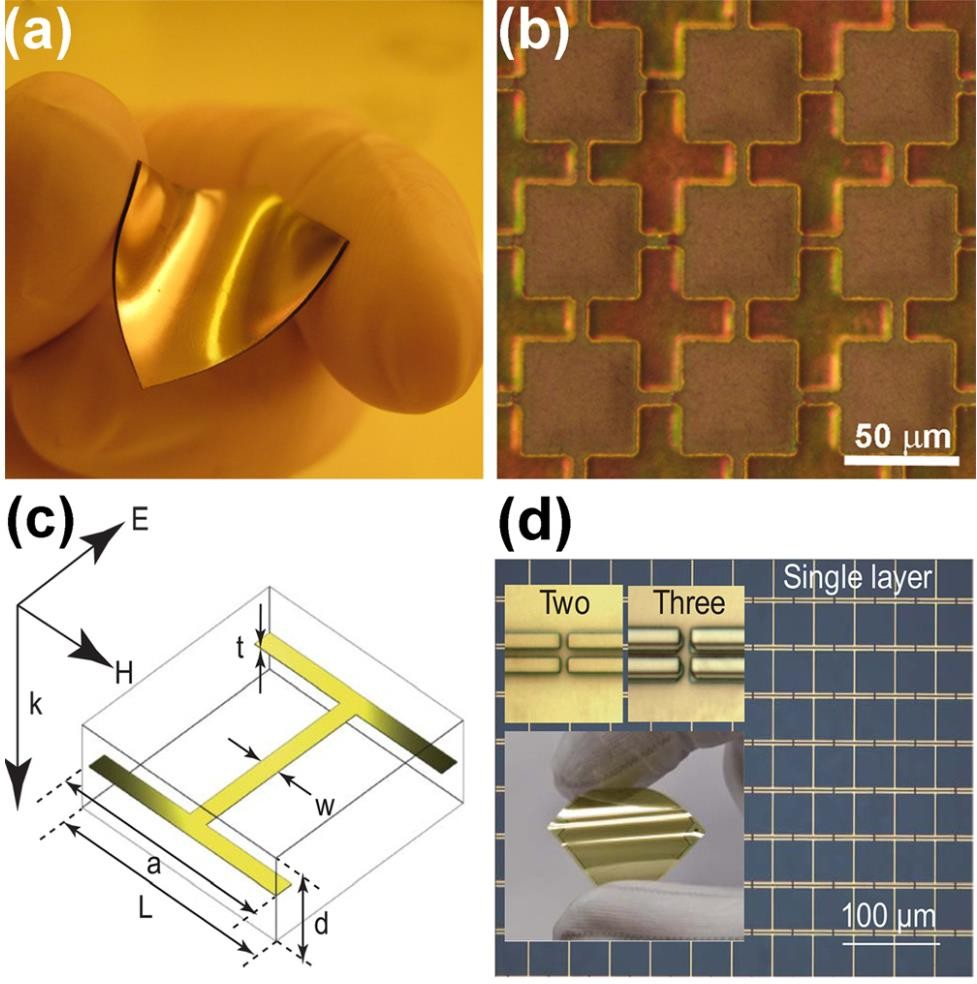 (a)
(b)
50 μm
(c)
E
H
k
t
w
a
L
d
(d)
Single layer
Two
Three
100 μm